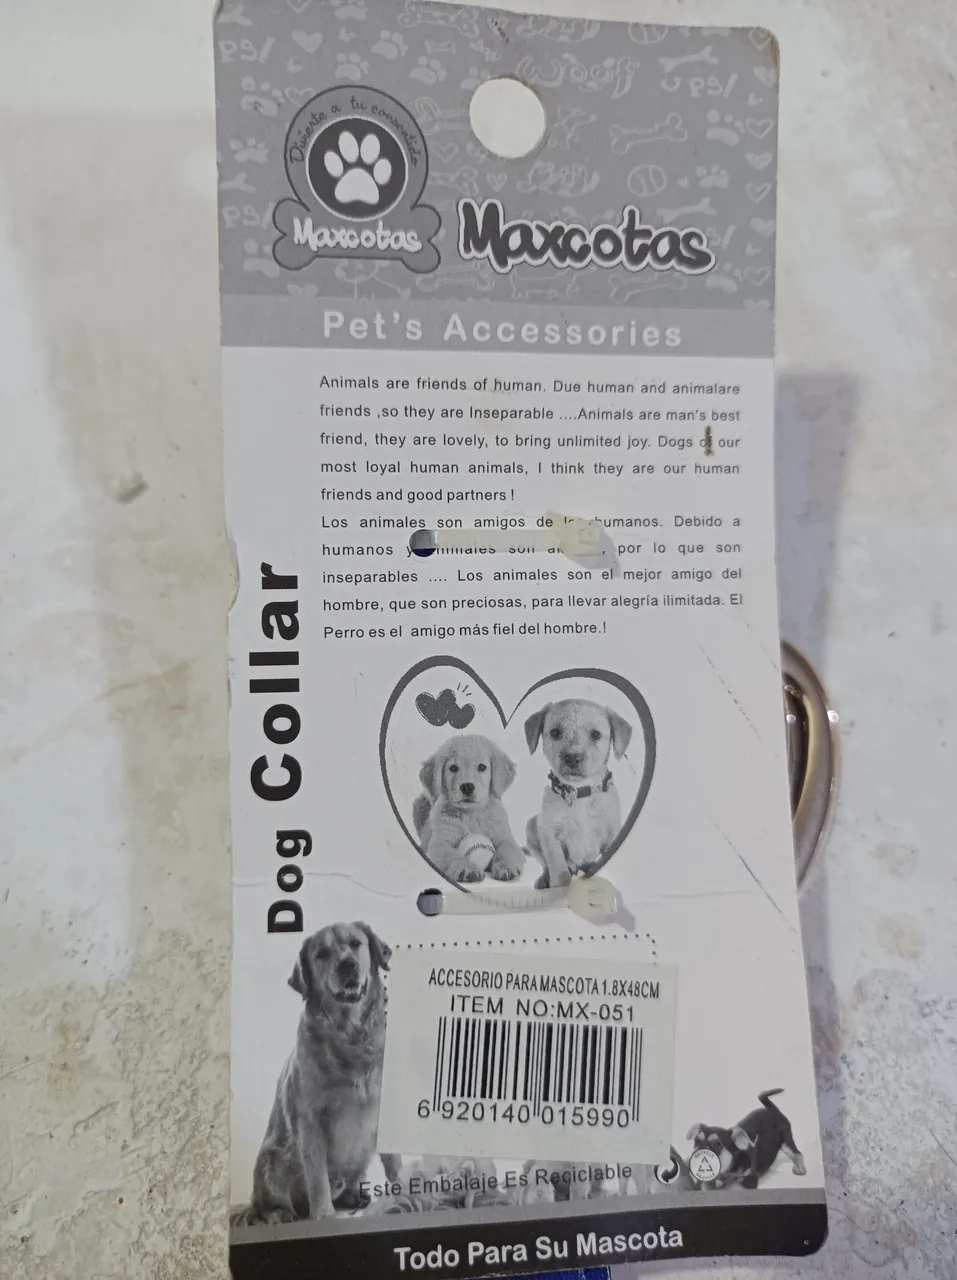 Divierte a tu consentido
Maxcotas
Maxcotas
Pet's Accessories
Animals are friends of human. Due human and animalare
friends ,so they are Inseparable ....Animals are man's best
friend, they are lovely, to bring unlimited joy. Dogs of our
most loyal human animals, I think they are our human
friends and good partners !
Los animales son amigos de humanos. Debido a
humanos y animales son , por lo que son
inseparables .... Los animales son el mejor amigo del
hombre, que son preciosas, para llevar alegría ilimitada. El
Perro es el amigo más fiel del hombre.!
Dog Collar
ACCESORIO PARA MASCOTA 1.8X48CM
ITEM NO:MX-051
6 920140 015990
Este Embalaje Es Reciclable
Todo Para Su Mascota